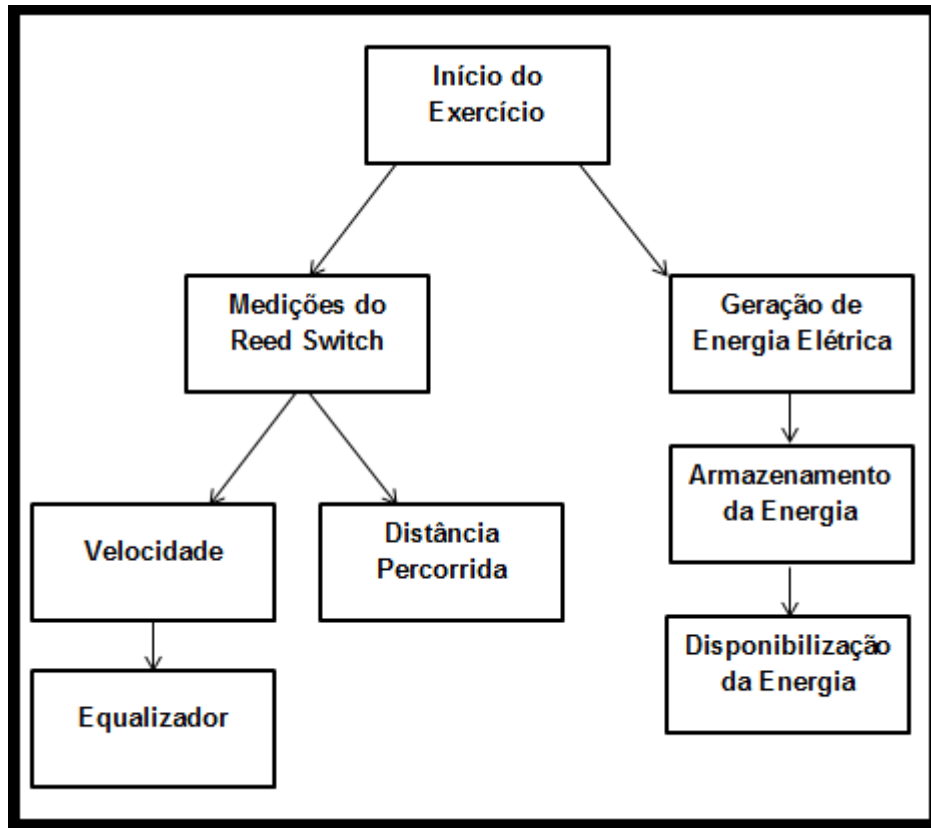 Início do
Exercício
Medições do
Reed Switch
Geração de
Energia Elétrica
Armazenamento
da Energia
Velocidade
Distância
Percorrida
Disponibilização
da Energia
Equalizador